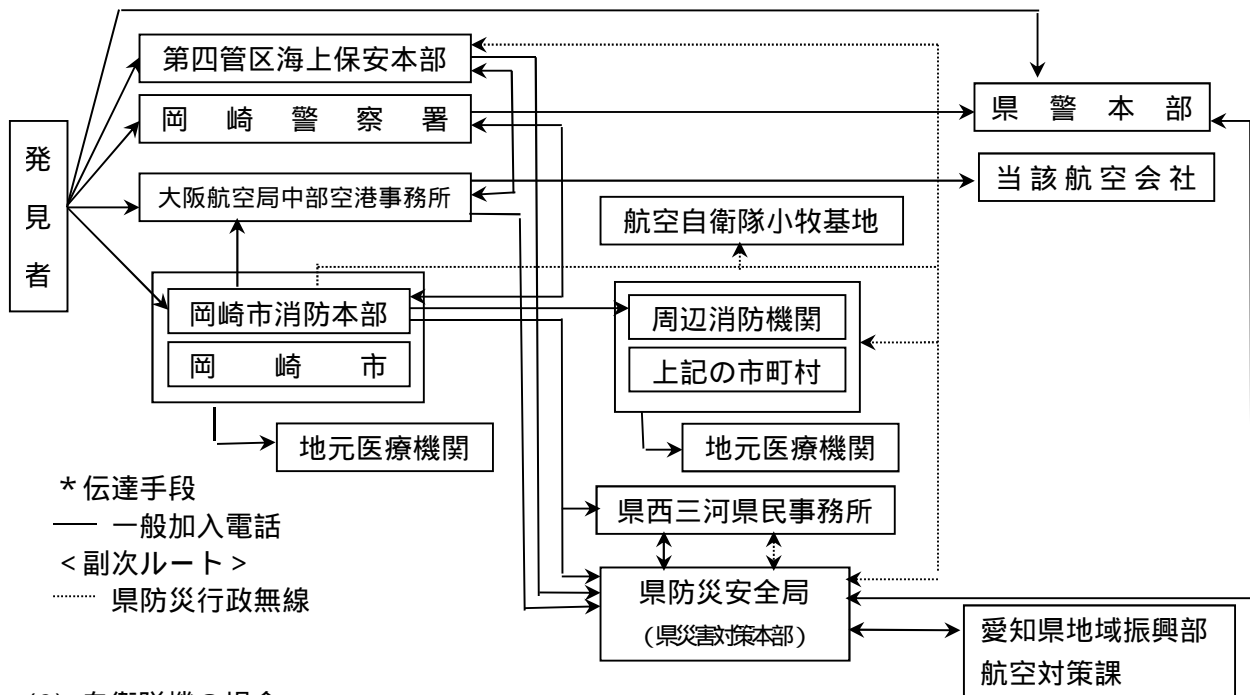 第四管区海上保安本部
岡崎警察署
県警本部
発見者
当該航空会社
大阪航空局中部空港事務所
航空自衛隊小牧基地
岡崎市消防本部
周辺消防機関
岡崎市
上記の市町村
地元医療機関
地元医療機関
*伝達手段
一般加入電話
<副次ルート>
県防災行政無線
県西三河県民事務所
県防災安全局
(県災害対策本部)
愛知県地域振興部
航空対策課